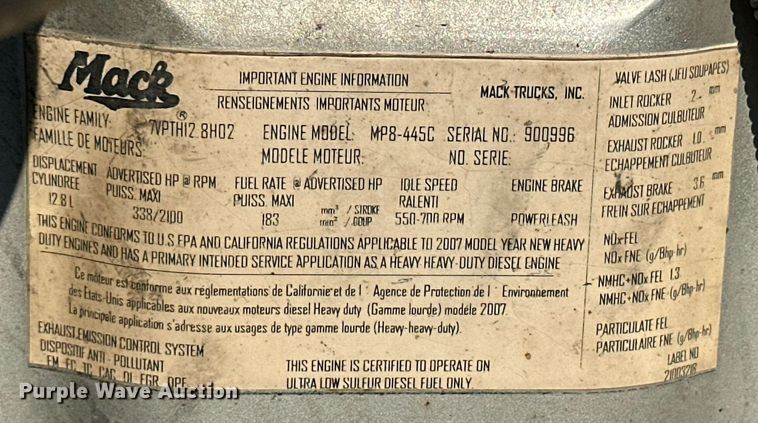 Mack ®
IMPORTANT ENGINE INFORMATION
RENSEIGNEMENTS IMPORTANTS MOTEUR
MACK TRUCKS, INC.
ENGINE FAMILY 7VPTH12.8H02 ENGINE MODEL: MP8-445C SERIAL NO.: 900996
FAMILLE DE MOTEURS: MODELE MOTEUR: NO. SERIE:
DISPLACEMENT ADVERTISED HP @ RPM FUEL RATE @ ADVERTISED HP IDLE SPEED ENGINE BRAKE
CYLINDREE PUISS. MAXI PUISS. MAXI RALENTI
12.8 L 338/2100 183 mm³ / STROKE 550-700 RPM POWERLEASH
mm³ / COUP
THIS ENGINE CONFORMS TO U.S EPA AND CALIFORNIA REGULATIONS APPLICABLE TO 2007 MODEL YEAR NEW HEAVY
DUTY ENGINES AND HAS A PRIMARY INTENDED SERVICE APPLICATION AS A HEAVY HEAVY-DUTY DIESEL ENGINE
Ce moteur est conforme aux réglementations de Californie et de l' Agence de Protection de l' Environnement
des Etats-Unis applicables aux nouveaux moteurs diesel Heavy duty (Gamme lourde) modèle 2007.
La principale application s'adresse aux usages de type gamme lourde (Heavy-heavy-duty).
EXHAUST EMISSION CONTROL SYSTEM
DISPOSITIF ANTI - POLLUTANT
EM, EC, TC, CAC, DI, EGR, OPF
THIS ENGINE IS CERTIFIED TO OPERATE ON
ULTRA LOW SULFUR DIESEL FUEL ONLY.
VALVE LASH (JEU SOUPAPES)
INLET ROCKER .2 mm
ADMISSION CULBUTEUR
EXHAUST ROCKER 1.0 mm
ECHAPPEMENT CULBUTEUR
EXHAUST BRAKE 3.6 mm
FREIN SUR ECHAPPEMENT
NOx FEL
NOx FNE (g/Bhp-hr)
NMHC+NOx FEL 1.3
NMHC+NOx FNE (g/Bhp-hr)
PARTICULATE FEL
PARTICULAIRE FNE (g/Bhp-hr)
LABEL NO
21003218
Purple Wave Auction